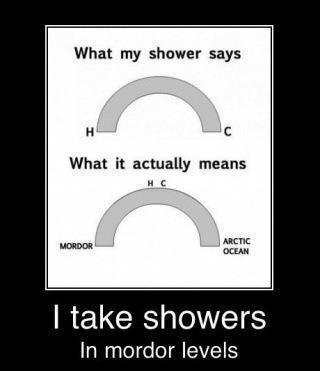 What my shower says
H C
What it actually means
H C
MORDOR ARCTIC
OCEAN
I take showers
In mordor levels